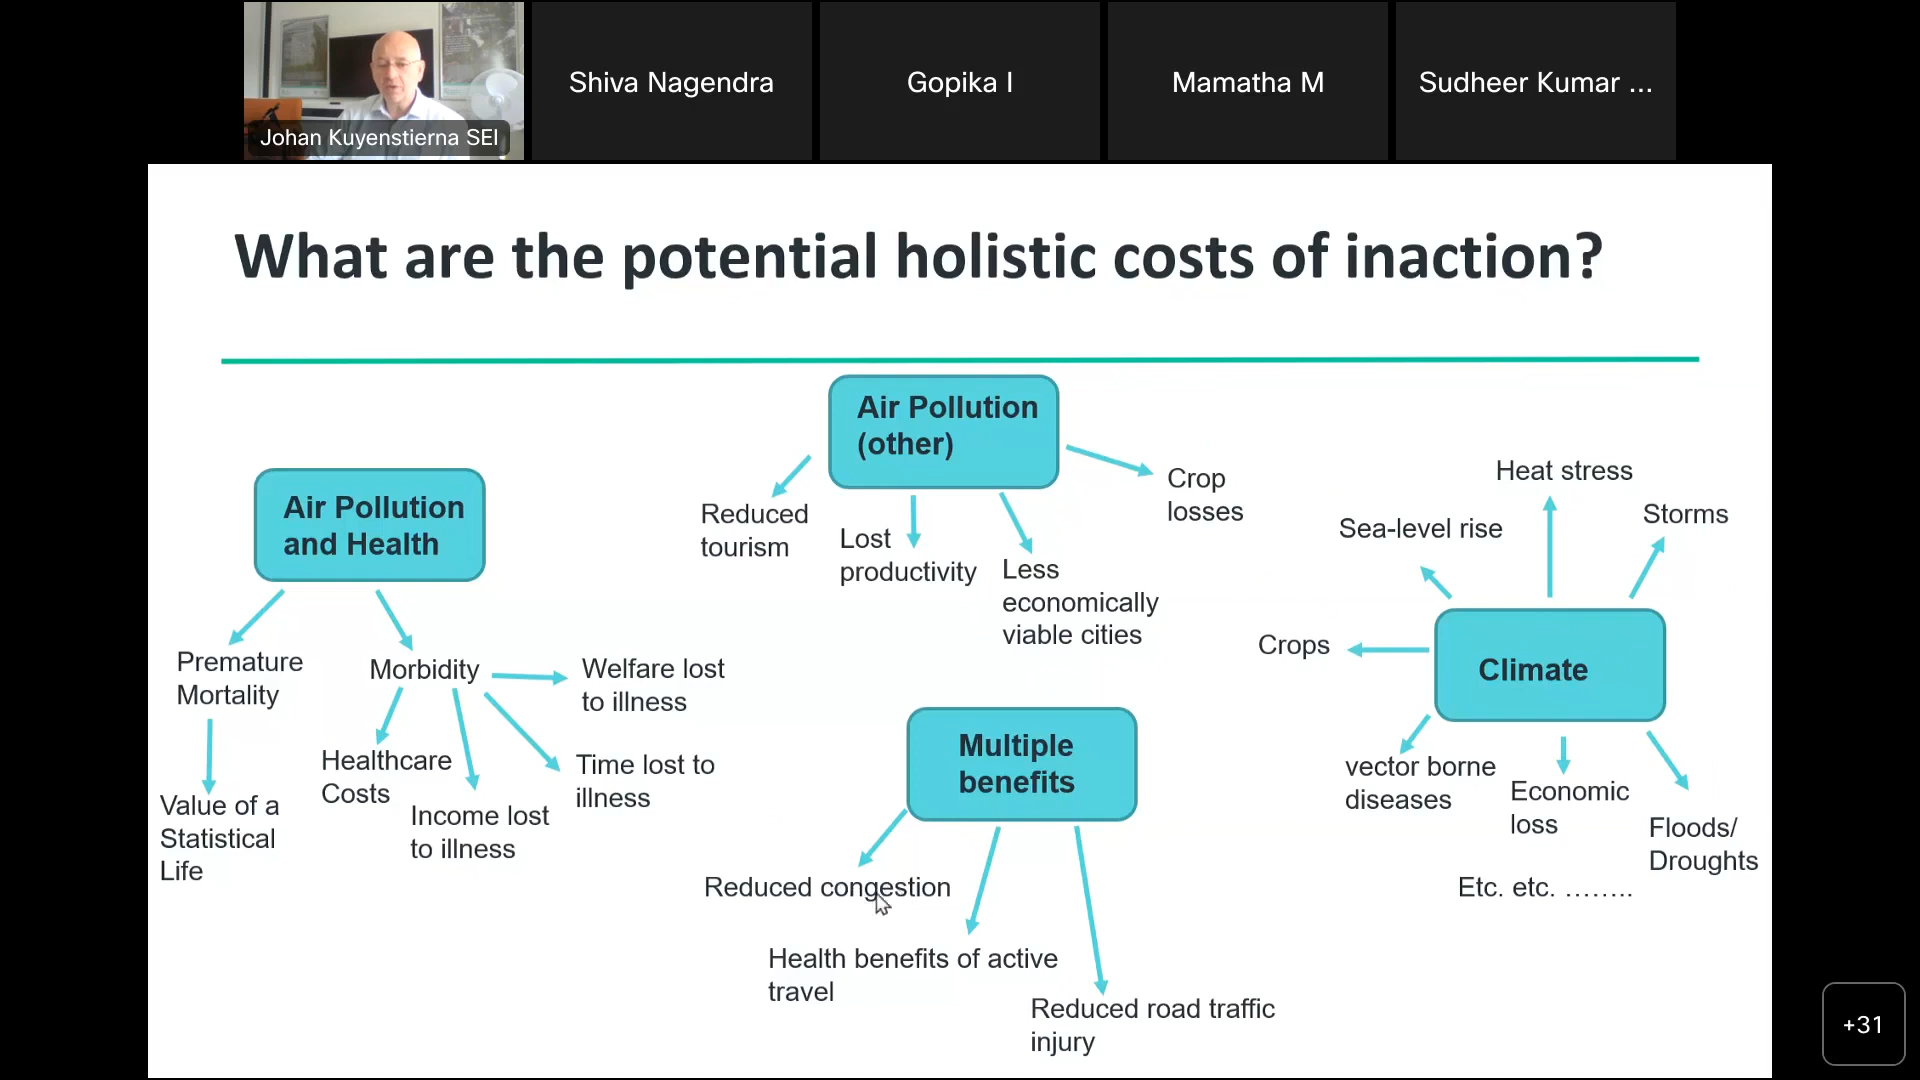 Johan Kuyenstierna SEI
Shiva Nagendra
Gopika I
Mamatha M
Sudheer Kumar ...
What are the potential holistic costs of inaction?
Air Pollution
and Health
Premature
Mortality
Value of a
Statistical
Life
Morbidity
Healthcare
Costs
Income lost
to illness
Time lost to
illness
Welfare lost
to illness
Air Pollution
(other)
Reduced
tourism
Lost
productivity
Less
economically
viable cities
Crop
losses
Multiple
benefits
Reduced congestion
Health benefits of active
travel
Reduced road traffic
injury
Climate
Crops
Sea-level rise
Heat stress
Storms
vector borne
diseases
Economic
loss
Floods/
Droughts
Etc. etc. ……..
+31